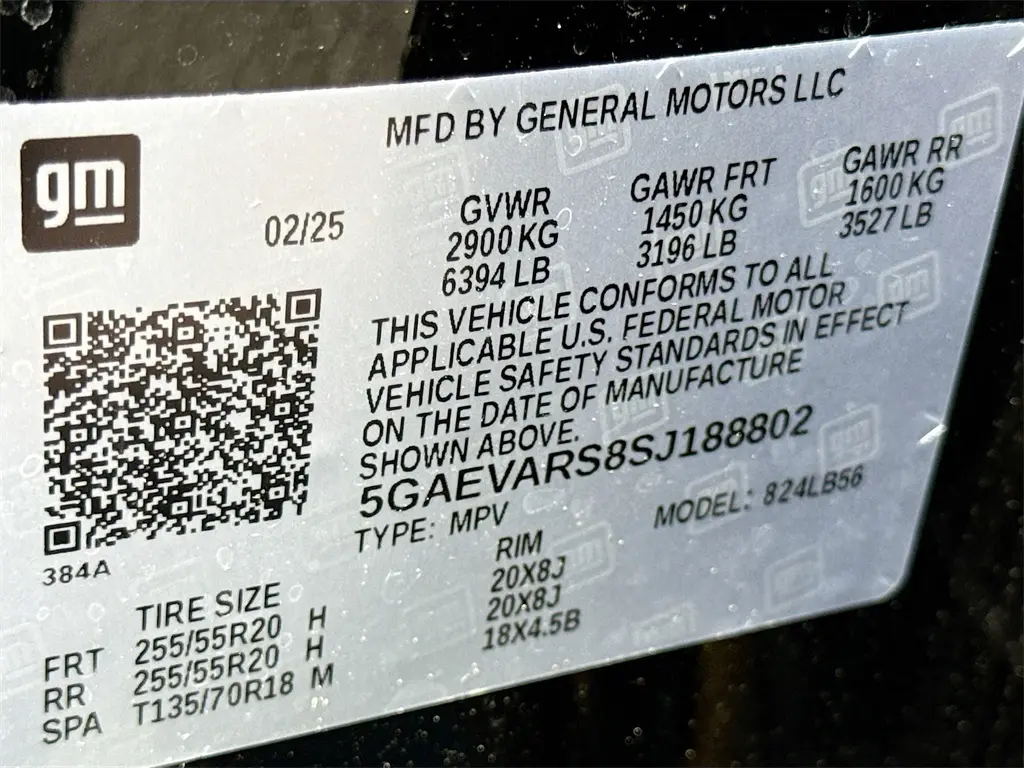 gm
MFD BY GENERAL MOTORS LLC
02/25
GVWR GAWR FRT GAWR RR
2900 KG 1450 KG 1600 KG
6394 LB 3196 LB 3527 LB
THIS VEHICLE CONFORMS TO ALL
APPLICABLE U.S. FEDERAL MOTOR
VEHICLE SAFETY STANDARDS IN EFFECT
ON THE DATE OF MANUFACTURE
SHOWN ABOVE.
5GAEVARS8SJ188802
TYPE: MPV MODEL: 824LB56
384A
TIRE SIZE RIM
FRT 255/55R20 H 20X8J
RR 255/55R20 H 20X8J
SPA T135/70R18 M 18X4.5B